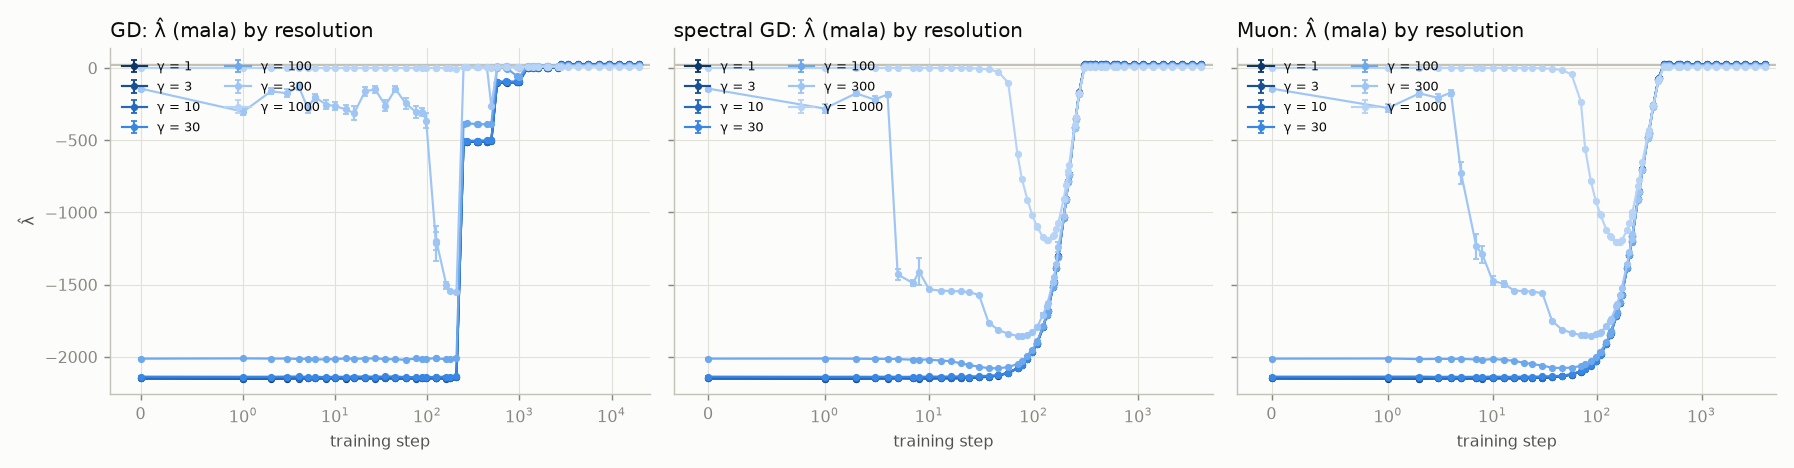 GD: λ̂ (mala) by resolution
γ = 1
γ = 3
γ = 10
γ = 30
γ = 100
γ = 300
γ = 1000
0
−500
−1000
−1500
−2000
λ̂
0 10⁰ 10¹ 10² 10³ 10⁴
training step
spectral GD: λ̂ (mala) by resolution
γ = 1
γ = 3
γ = 10
γ = 30
γ = 100
γ = 300
γ = 1000
0 10⁰ 10¹ 10² 10³
training step
Muon: λ̂ (mala) by resolution
γ = 1
γ = 3
γ = 10
γ = 30
γ = 100
γ = 300
γ = 1000
0 10⁰ 10¹ 10² 10³
training step